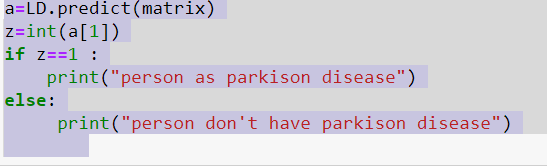 a=LD.predict(matrix)
z=int(a[1])
if z==1 :
    print("person as parkison disease")
else:
     print("person don't have parkison disease")